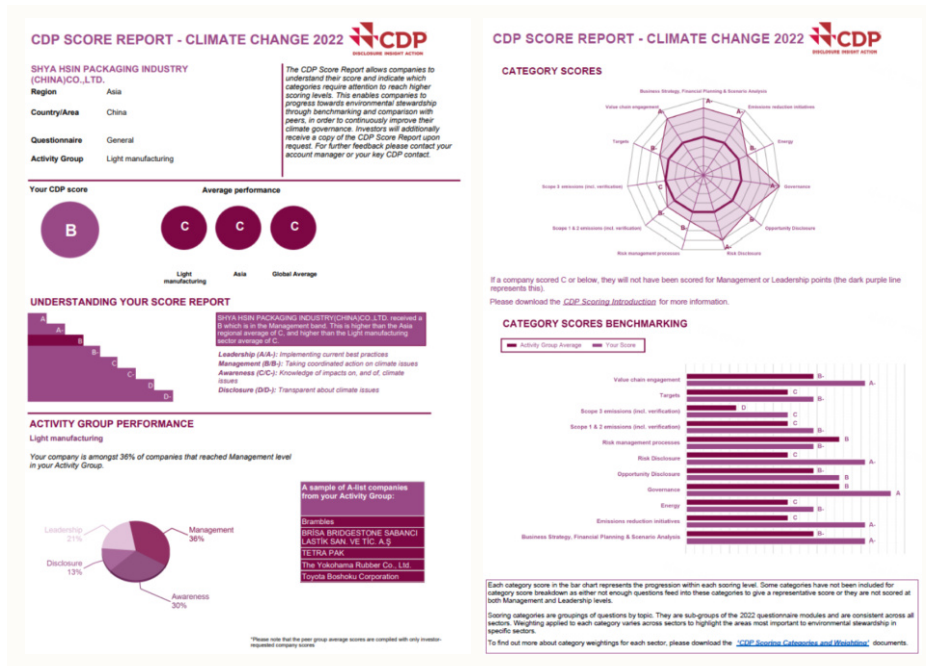 CDP SCORE REPORT - CLIMATE CHANGE 2022
CDP
DISCLOSURE INSIGHT ACTION
SHYA HSIN PACKAGING INDUSTRY
(CHINA)CO.,LTD.
Region Asia
Country/Area China
Questionnaire General
Activity Group Light manufacturing
The CDP Score Report allows companies to
understand their score and indicate which
categories require attention to reach higher
scoring levels. This enables companies to
progress towards environmental stewardship
through benchmarking and comparison with
peers, in order to continuously improve their
climate governance. Investors will additionally
receive a copy of the CDP Score Report upon
request. For further feedback please contact your
account manager or your key CDP contact.
Your CDP score
Average performance
B
C
C
C
Light
manufacturing
Asia
Global Average
UNDERSTANDING YOUR SCORE REPORT
A
A-
B
B-
C
C-
D
D-
SHYA HSIN PACKAGING INDUSTRY(CHINA)CO.,LTD. received a
B which is in the Management band. This is higher than the Asia
regional average of C, and higher than the Light manufacturing
sector average of C.
Leadership (A/A-): Implementing current best practices
Management (B/B-): Taking coordinated action on climate issues
Awareness (C/C-): Knowledge of impacts on, and of, climate
issues
Disclosure (D/D-): Transparent about climate issues
ACTIVITY GROUP PERFORMANCE
Light manufacturing
Your company is amongst 36% of companies that reached Management level
in your Activity Group.
Leadership
21%
Management
36%
Disclosure
13%
Awareness
30%
A sample of A-list companies
from your Activity Group:
Brambles
BRİSA BRIDGESTONE SABANCI
LASTİK SAN. VE TİC. A.Ş
TETRA PAK
The Yokohama Rubber Co., Ltd.
Toyota Boshoku Corporation
*Please note that the peer group average scores are compiled with only investor-
requested company scores
CDP SCORE REPORT - CLIMATE CHANGE 2022
CDP
DISCLOSURE INSIGHT ACTION
CATEGORY SCORES
Business Strategy, Financial Planning & Scenario Analysis
A-
Value chain engagement
A-
Emissions reduction initiatives
A-
Targets
B-
Energy
B-
Scope 3 emissions (incl. verification)
C
Governance
A
Scope 1 & 2 emissions (incl. verification)
B-
Opportunity Disclosure
B
Risk management processes
B-
Risk Disclosure
A-
If a company scored C or below, they will not have been scored for Management or Leadership points (the dark purple line
represents this).
Please download the CDP Scoring Introduction for more information.
CATEGORY SCORES BENCHMARKING
Activity Group Average
Your Score
Value chain engagement
B-
A-
Targets
C
B-
Scope 3 emissions (incl. verification)
D
C
Scope 1 & 2 emissions (incl. verification)
C
B-
Risk management processes
B
B-
Risk Disclosure
C
A-
Opportunity Disclosure
B-
B
Governance
B
A
Energy
C
B-
Emissions reduction initiatives
C
A-
Business Strategy, Financial Planning & Scenario Analysis
B-
A-
Each category score in the bar chart represents the progression within each scoring level. Some categories have not been included for
category score breakdown as either not enough questions feed into these categories to give a representative score or they are not scored at
both Management and Leadership levels.
Scoring categories are groupings of questions by topic. They are sub-groups of the 2022 questionnaire modules and are consistent across all
sectors. Weighting applied to each category varies across sectors to highlight the areas most important to environmental stewardship in
specific sectors.
To find out more about category weightings for each sector, please download the 'CDP Scoring Categories and Weighting' documents.